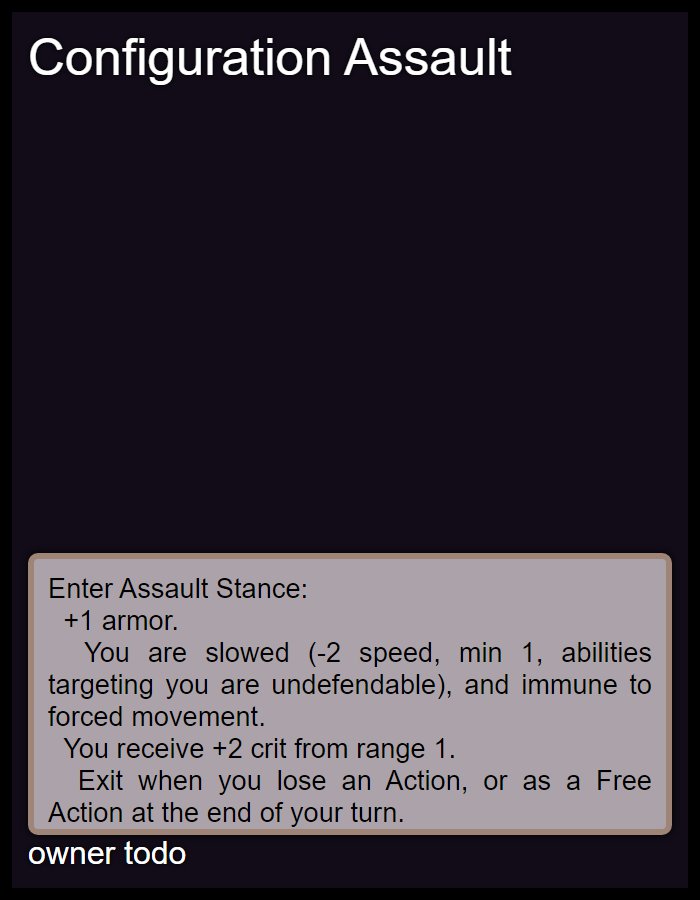 Configuration Assault
Enter Assault Stance:
+1 armor.
You are slowed (-2 speed, min 1, abilities
targeting you are undefendable), and immune to
forced movement.
You receive +2 crit from range 1.
Exit when you lose an Action, or as a Free
Action at the end of your turn.
owner todo